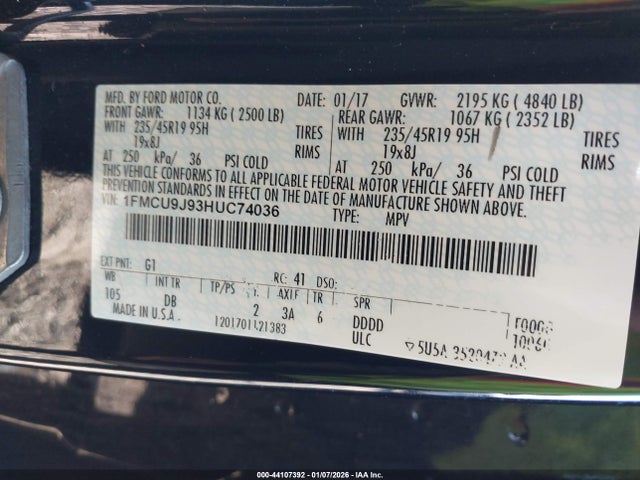 MFD. BY FORD MOTOR CO.
DATE: 01/17 GVWR: 2195 KG ( 4840 LB)
FRONT GAWR: 1134 KG ( 2500 LB)
REAR GAWR: 1067 KG ( 2352 LB)
WITH 235/45R19 95H TIRES
WITH 235/45R19 95H TIRES
19x8J RIMS
19x8J RIMS
AT 250 kPa/ 36 PSI COLD
AT 250 kPa/ 36 PSI COLD
THIS VEHICLE CONFORMS TO ALL APPLICABLE FEDERAL MOTOR VEHICLE SAFETY AND THEFT
PREVENTION STANDARDS IN EFFECT ON THE DATE OF MANUFACTURE SHOWN ABOVE.
VIN: 1FMCU9J93HUC74036 TYPE: MPV
EXT PNT: G1 RC: 41 DSO:
WB INT TR TP/PS AXLE TR SPR
105 DB 2 3A 6 DDDD
MADE IN U.S.A. ULC
000-44107392 - 01/07/2026 - IAA Inc.